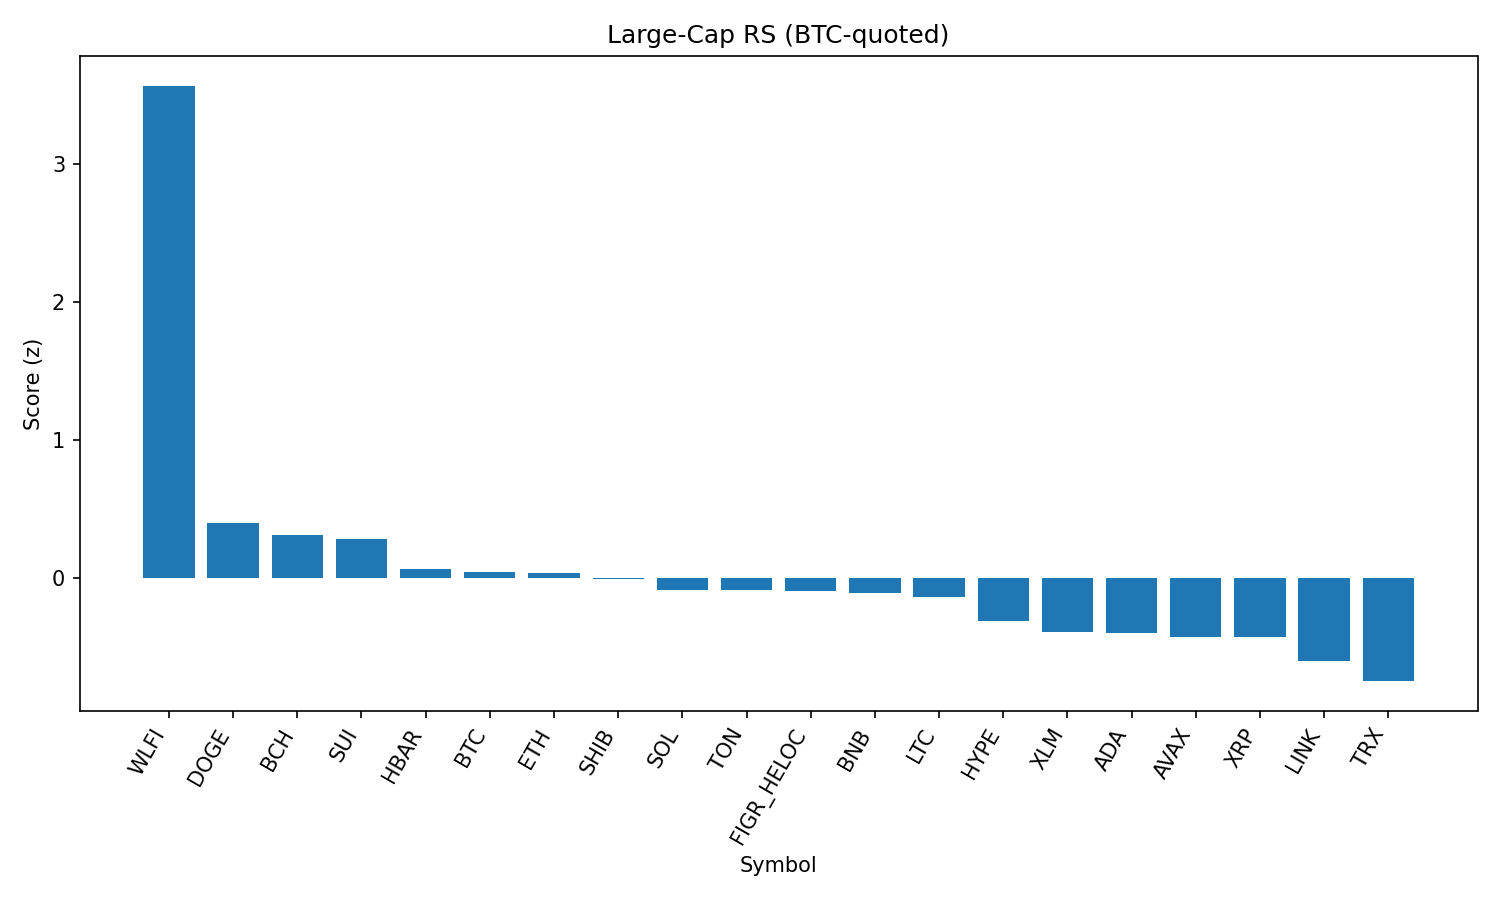 Large-Cap RS (BTC-quoted)
Score (z)
3
2
1
0
WLFI
DOGE
BCH
SUI
HBAR
BTC
ETH
SHIB
SOL
TON
FIGR_HELOC
BNB
LTC
HYPE
XLM
ADA
AVAX
XRP
LINK
TRX
Symbol